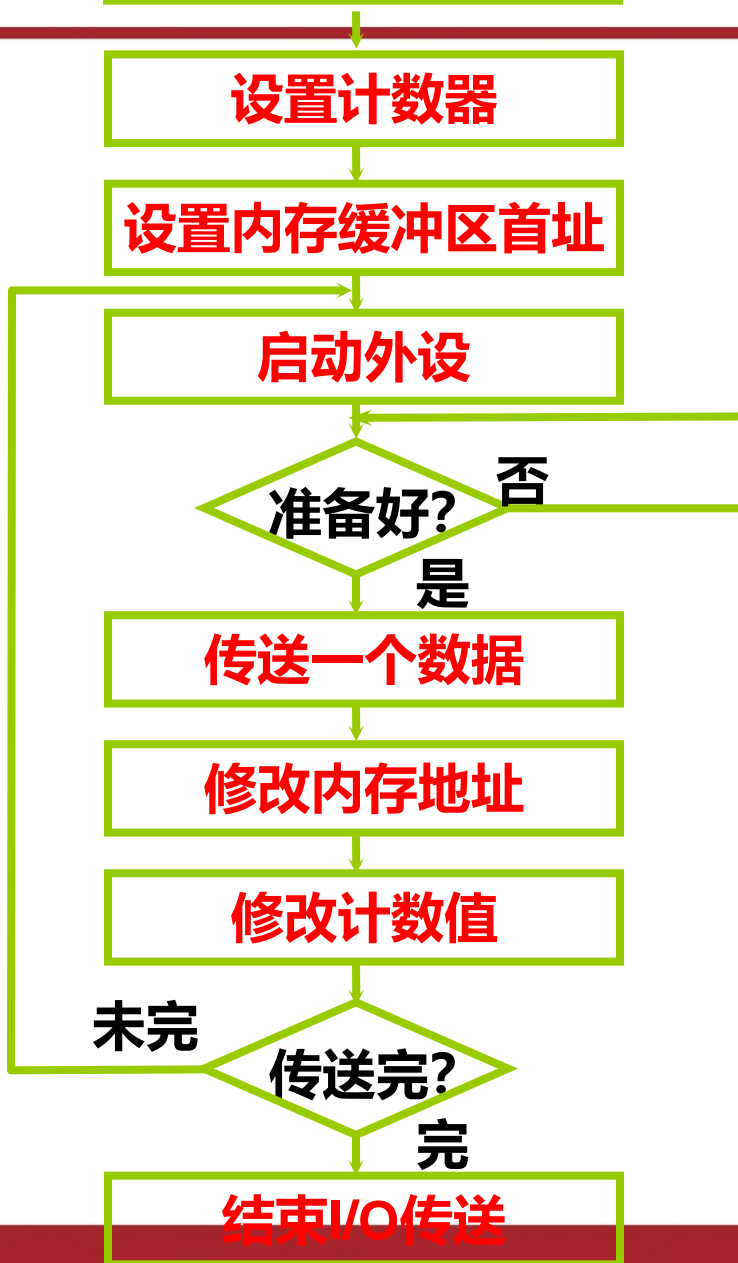 设置计数器
设置内存缓冲区首址
启动外设
否
准备好?
是
传送一个数据
修改内存地址
修改计数值
未完
传送完?
完
结束I/O传送